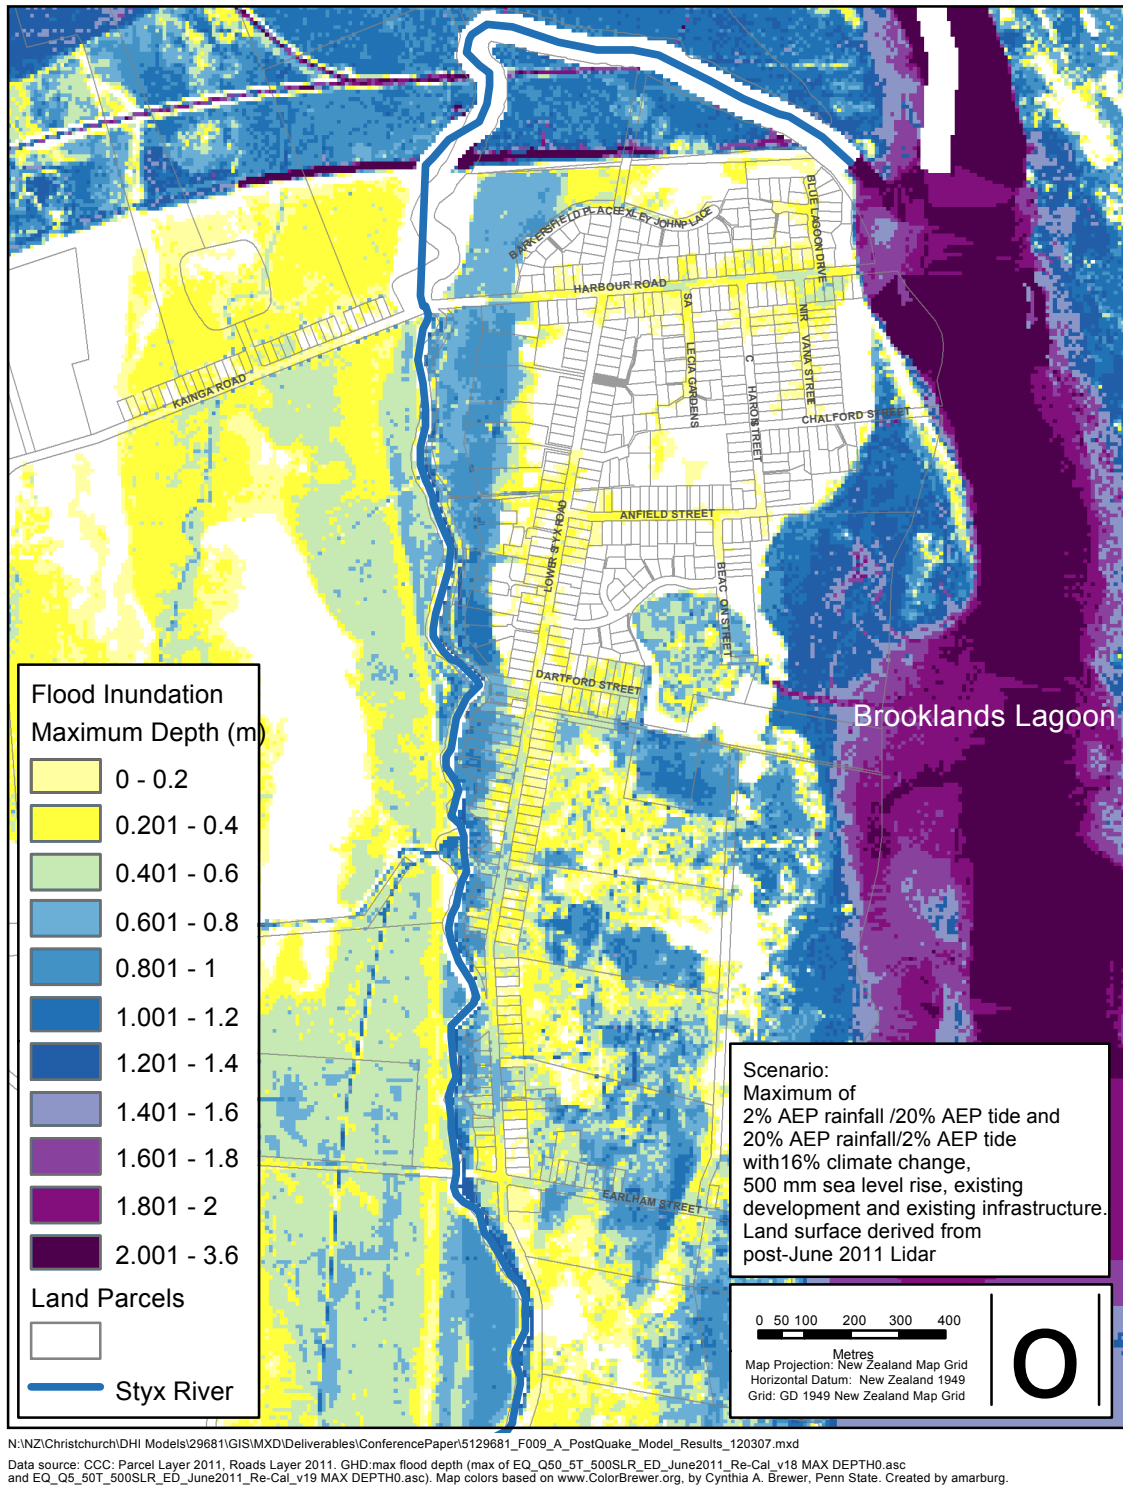 BARKERSFIELD PLACE
EXLEY
JOHN PLACE
BLUE LAGOON DRVE
HARBOUR ROAD
SA LECIA GARDENS
NIR VANA STREE
C HAROI STREET
KAINGA ROAD
CHALFORD STREET
LOWER STYX ROAD
ANFIELD STREET
BEAC ON STREET
DARTFORD STREET
Brooklands Lagoon
EARLHAM STREET
Flood Inundation
Maximum Depth (m)
0 - 0.2
0.201 - 0.4
0.401 - 0.6
0.601 - 0.8
0.801 - 1
1.001 - 1.2
1.201 - 1.4
1.401 - 1.6
1.601 - 1.8
1.801 - 2
2.001 - 3.6
Land Parcels
Styx River
Scenario:
Maximum of
2% AEP rainfall /20% AEP tide and
20% AEP rainfall/2% AEP tide
with16% climate change,
500 mm sea level rise, existing
development and existing infrastructure.
Land surface derived from
post-June 2011 Lidar
0 50 100 200 300 400
Metres
Map Projection: New Zealand Map Grid
Horizontal Datum: New Zealand 1949
Grid: GD 1949 New Zealand Map Grid
o
N:\NZ\Christchurch\DHI Models\29681\GIS\MXD\Deliverables\ConferencePaper\5129681_F009_A_PostQuake_Model_Results_120307.mxd
Data source: CCC: Parcel Layer 2011, Roads Layer 2011. GHD:max flood depth (max of EQ_Q50_5T_500SLR_ED_June2011_Re-Cal_v18 MAX DEPTH0.asc
and EQ_Q5_50T_500SLR_ED_June2011_Re-Cal_v19 MAX DEPTH0.asc). Map colors based on www.ColorBrewer.org, by Cynthia A. Brewer, Penn State. Created by amarburg.